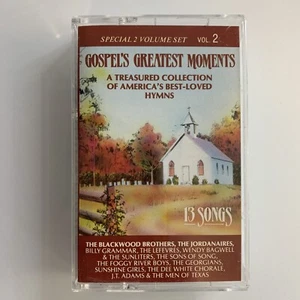 SPECIAL 2 VOLUME SET VOL. 2
GOSPEL'S GREATEST MOMENTS
A TREASURED COLLECTION
OF AMERICA'S BEST-LOVED
HYMNS
13 SONGS
THE BLACKWOOD BROTHERS, THE JORDANAIRES,
BILLY GRAMMAR, THE LEFEVRES, WENDY BAGWELL
& THE SUNLITERS, THE SONS OF SONG,
THE FOGGY RIVER BOYS, THE GEORGIANS,
SUNSHINE GIRLS, THE DEE WHITE CHORALE,
J.T. ADAMS & THE MEN OF TEXAS